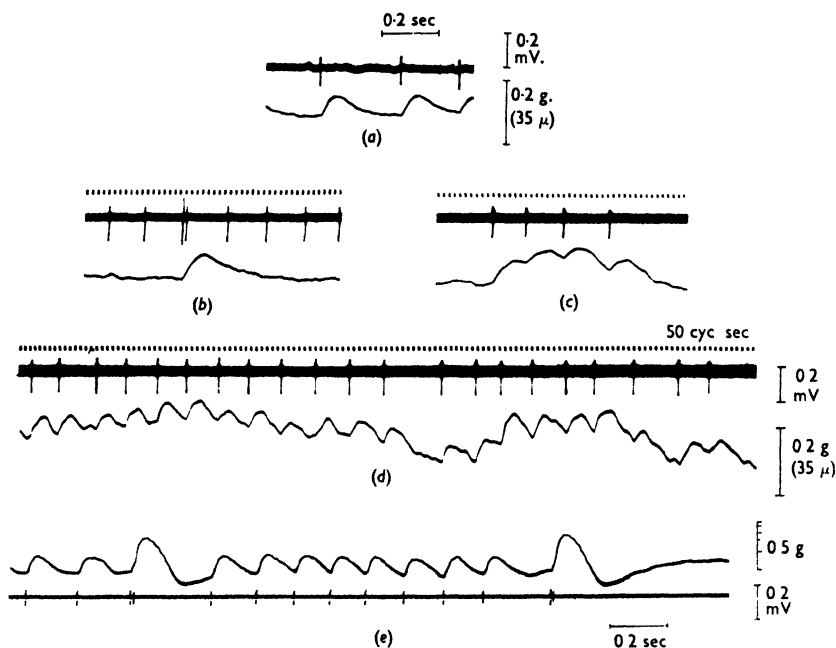 0·2 sec
0·2
mV.
0·2 g.
(35 μ)
(a)
(b)
(c)
50 cyc sec
0 2
mV
0 2 g
(35 μ)
(d)
0 5 g
0 2
mV
0 2 sec
(e)